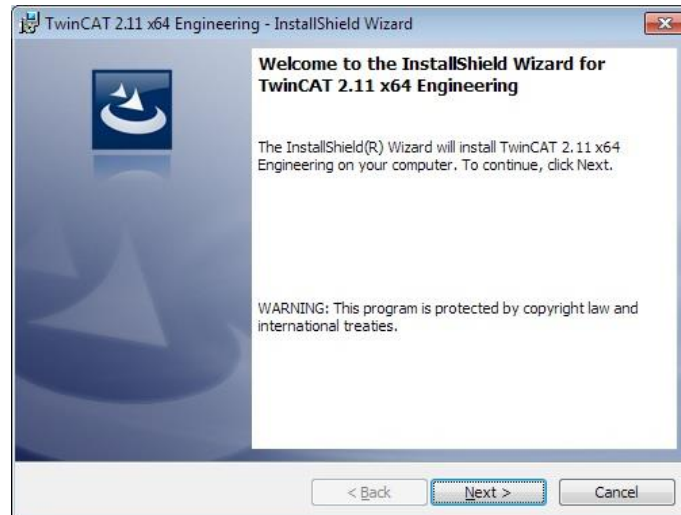 TwinCAT 2.11 x64 Engineering - InstallShield Wizard
Welcome to the InstallShield Wizard for
TwinCAT 2.11 x64 Engineering
The InstallShield(R) Wizard will install TwinCAT 2.11 x64
Engineering on your computer. To continue, click Next.
WARNING: This program is protected by copyright law and
international treaties.
< Back Next > Cancel